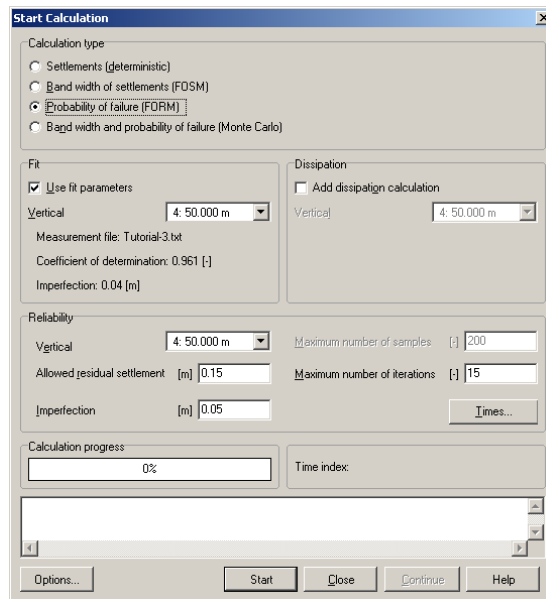 Start Calculation
Calculation type
Settlements (deterministic)
Band width of settlements (FOSM)
Probability of failure (FORM)
Band width and probability of failure (Monte Carlo)
Fit
Use fit parameters
Vertical 4: 50.000 m
Measurement file: Tutorial-3.txt
Coefficient of determination: 0.961 [-]
Imperfection: 0.04 [m]
Dissipation
Add dissipation calculation
Vertical 4: 50.000 m
Reliability
Vertical 4: 50.000 m
Maximum number of samples [-] 200
Allowed residual settlement [m] 0.15
Maximum number of iterations [-] 15
Imperfection [m] 0.05
Times...
Calculation progress
0%
Time index:
Options... Start Close Continue Help